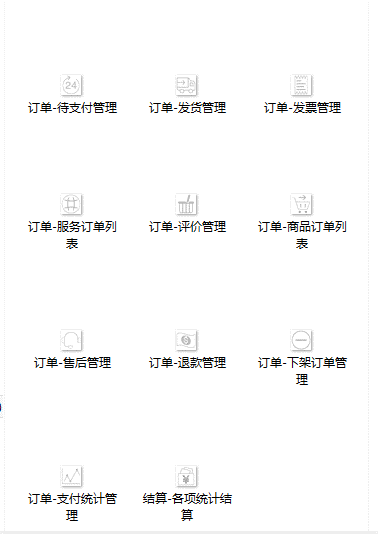 24
订单-待支付管理
订单-发货管理
订单-发票管理
订单-服务订单列
表
订单-评价管理
订单-商品订单列
表
订单-售后管理
订单-退款管理
订单-下架订单管
理
订单-支付统计管
理
¥
结算-各项统计结
算